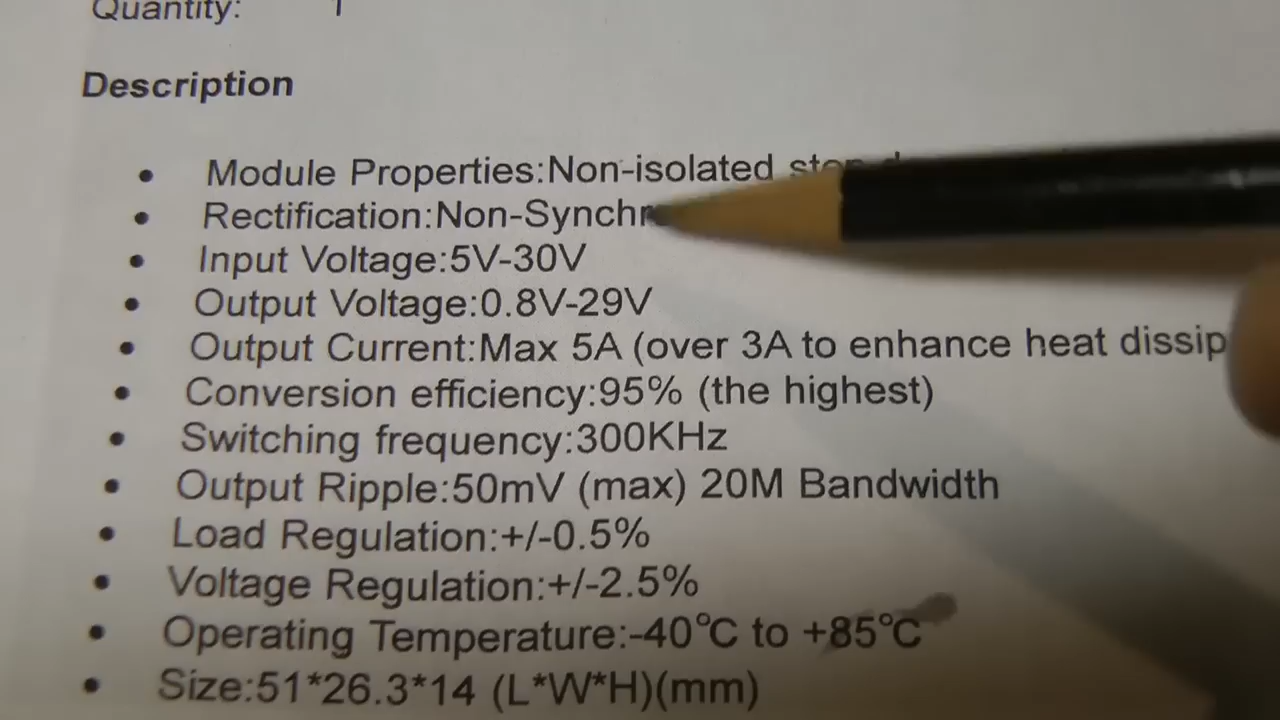 Quantity: 1
Description
• Module Properties:Non-isolated
• Rectification:
• Input Voltage:5V-30V
• Output Voltage:0.8V-29V
• Output Current:Max 5A (over 3A to enhance heat
• Conversion efficiency:95% (the highest)
• Switching frequency:300KHz
• Output Ripple:50mV (max) 20M Bandwidth
• Load Regulation:+/-0.5%
• Voltage Regulation:+/-2.5%
• Operating Temperature:-40℃ to +85℃
• Size:51*26.3*14 (L*W*H)(mm)